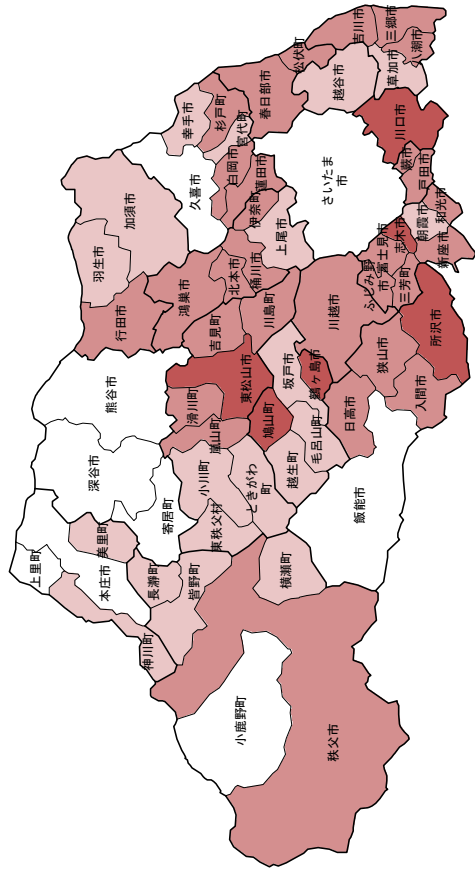 吉川市
三郷市
八潮市
松伏町
草加市
越谷市
春日部市
川口市
杉戸町
幸手市
宮代町
蕨市
戸田市
白岡市
蓮田市
久喜市
さいたま
市
伊奈町
和光市
朝霞市
加須市
上尾市
志木市
新座市
富士見市
羽生市
北本市
桶川市
ふじみ野
市
三芳町
鴻巣市
川島町
川越市
行田市
吉見町
所沢市
狭山市
東松山市
坂戸市
鶴ヶ島市
熊谷市
滑川町
入間市
鳩山町
日高市
嵐山町
毛呂山町
深谷市
小川町
越生町
ときがわ
町
寄居町
飯能市
東秩父村
美里町
上里町
本庄市
長瀞町
皆野町
横瀬町
神川町
小鹿野町
秩父市